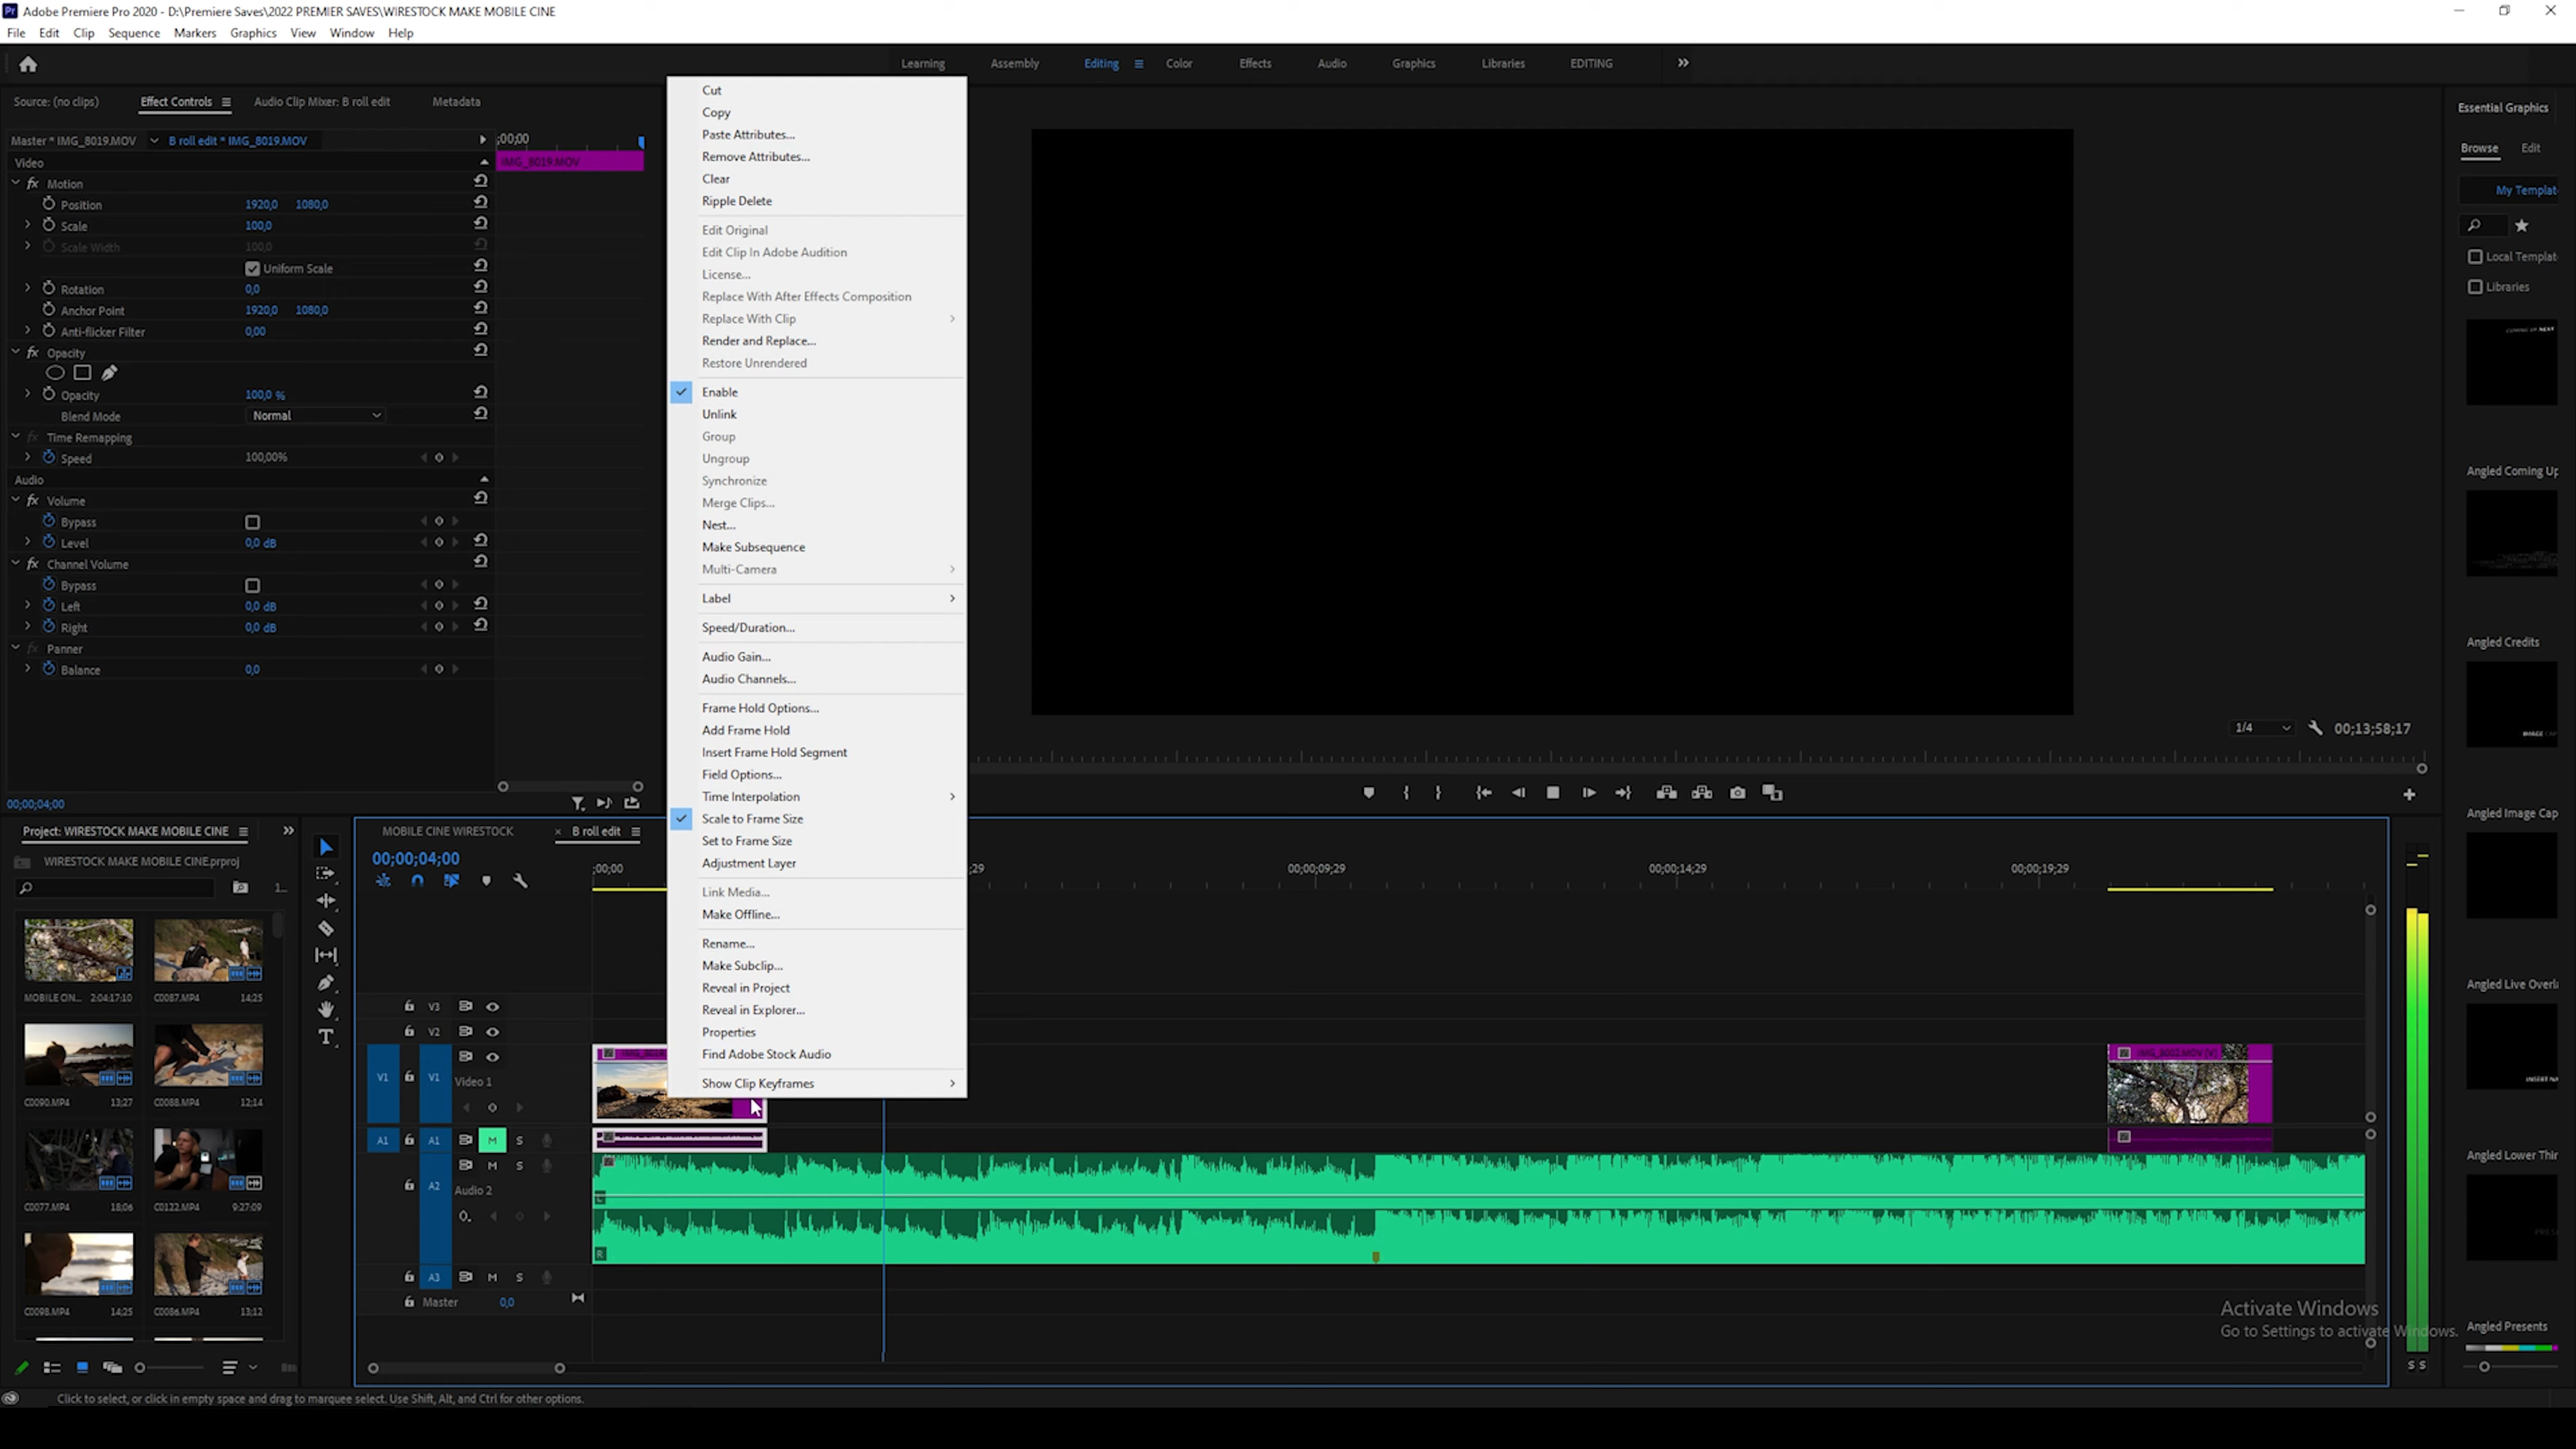 Adobe Premiere Pro 2020 - D:\Premiere Saves\2022 PREMIER SAVES\WIRESTOCK MAKE MOBILE CINE
File Edit Clip Sequence Markers Graphics View Window Help
Learning Assembly Editing Color Effects Audio Graphics Libraries EDITING
Source: (no clips) Effect Controls Audio Clip Mixer: B roll edit Metadata
Master * IMG_8019.MOV B roll edit * IMG_8019.MOV
;00;00
IMG_8019.MOV
Video
fx Motion
Position 1920,0 1080,0
Scale 100,0
Scale Width 100,0
Uniform Scale
Rotation 0,0
Anchor Point 1920,0 1080,0
Anti-flicker Filter 0,00
fx Opacity
Opacity 100,0 %
Blend Mode Normal
fx Time Remapping
Speed 100,00%
Audio
fx Volume
Bypass
Level 0,0 dB
fx Channel Volume
Bypass
Left 0,0 dB
Right 0,0 dB
fx Panner
Balance 0,0
00;00;04;00
Cut
Copy
Paste Attributes...
Remove Attributes...
Clear
Ripple Delete
Edit Original
Edit Clip In Adobe Audition
License...
Replace With After Effects Composition
Replace With Clip
Render and Replace...
Restore Unrendered
Enable
Unlink
Group
Ungroup
Synchronize
Merge Clips...
Nest...
Make Subsequence
Multi-Camera
Label
Speed/Duration...
Audio Gain...
Audio Channels...
Frame Hold Options...
Add Frame Hold
Insert Frame Hold Segment
Field Options...
Time Interpolation
Scale to Frame Size
Set to Frame Size
Adjustment Layer
Link Media...
Make Offline...
Rename...
Make Subclip...
Reveal in Project
Reveal in Explorer...
Properties
Find Adobe Stock Audio
Show Clip Keyframes
1/4 00;13;58;17
Essential Graphics
Browse Edit
My Templat
Local Templat
Libraries
COMING UP NEXT
Angled Coming Up
Angled Credits
Angled Image Cap
Angled Live Overl
Angled Lower Thir
Angled Presents
Project: WIRESTOCK MAKE MOBILE CINE
WIRESTOCK MAKE MOBILE CINE.prproj
1...
MOBILE CIN... 2:04:17:10 C0087.MP4 14;25
C0090.MP4 13;27 C0088.MP4 12;14
C0077.MP4 18;06 C0122.MP4 9:27:09
C0098.MP4 14;25 C0086.MP4 13;12
MOBILE CINE WIRESTOCK × B roll edit
00;00;04;00
;00;00 ;29 00;00;09;29 00;00;14;29 00;00;19;29
V3
V2
V1 V1 Video 1
A1 A1 M S
A2 M S
Audio 2
L
R
A3 M S
Master 0,0
S S
Activate Windows
Go to Settings to activate Windows.
Click to select, or click in empty space and drag to marquee select. Use Shift, Alt, and Ctrl for other options.